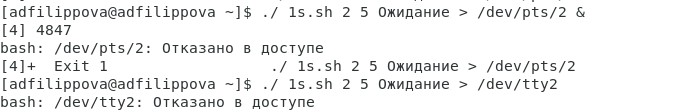 [adfilippova@adfilippova ~]$ ./ 1s.sh 2 5 Ожидание > /dev/pts/2 &
[4] 4847
bash: /dev/pts/2: Отказано в доступе
[4]+  Exit 1                  ./ 1s.sh 2 5 Ожидание > /dev/pts/2
[adfilippova@adfilippova ~]$ ./ 1s.sh 2 5 Ожидание > /dev/tty2
bash: /dev/tty2: Отказано в доступе